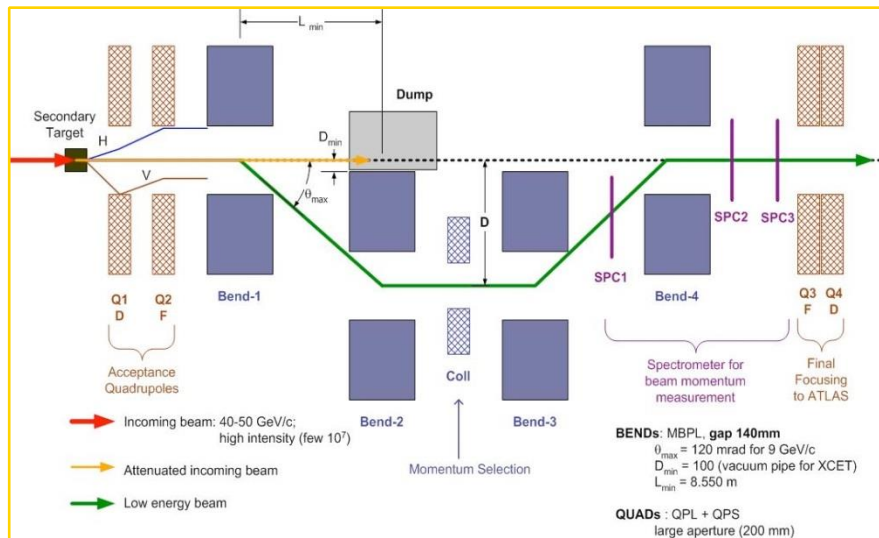 L min
Dump
Secondary
Target
H
V
D min
θmax
D
SPC1
SPC2
SPC3
Q1
D
Q2
F
Bend-1
Bend-4
Q3
F
Q4
D
Acceptance
Quadrupoles
Coll
Bend-2
Bend-3
Momentum Selection
Spectrometer for
beam momentum
measurement
Final
Focusing
to ATLAS
Incoming beam: 40-50 GeV/c;
high intensity (few 10⁷)
Attenuated incoming beam
Low energy beam
BENDs: MBPL, gap 140mm
θmax = 120 mrad for 9 GeV/c
Dmin = 100 (vacuum pipe for XCET)
Lmin = 8.550 m
QUADs : QPL + QPS
large aperture (200 mm)